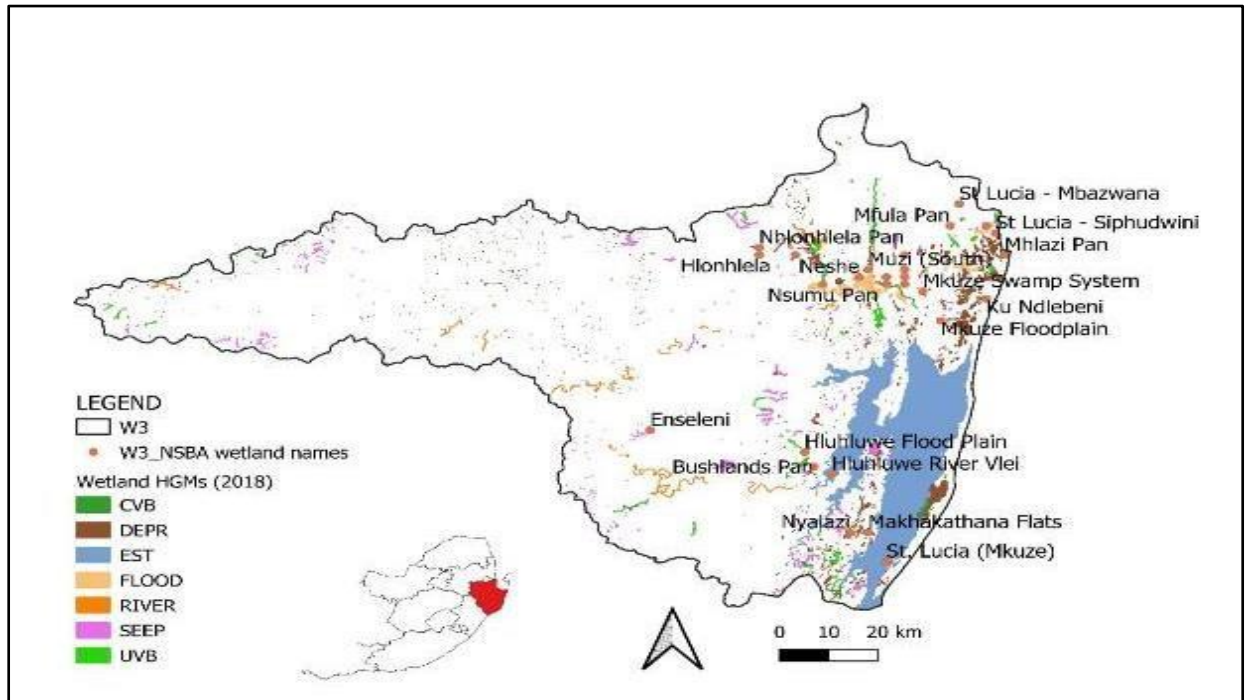 St Lucia - Mbazwana
Mfula Pan
St Lucia - Siphudwini
Nhlonhlela Pan
Mhlazi Pan
Hlonhlela
Neshe
Muzi (South)
Mkuze Swamp System
Nsumu Pan
Ku Ndlebeni
Mkuze Floodplain
LEGEND
W3
W3_NSBA wetland names
Wetland HGMs (2018)
CVB
DEPR
EST
FLOOD
RIVER
SEEP
UVB
Enseleni
Hluhluwe Flood Plain
Bushlands Pan
Hluhluwe River Vlei
Nyalazi
Makhakathana Flats
St. Lucia (Mkuze)
0 10 20 km